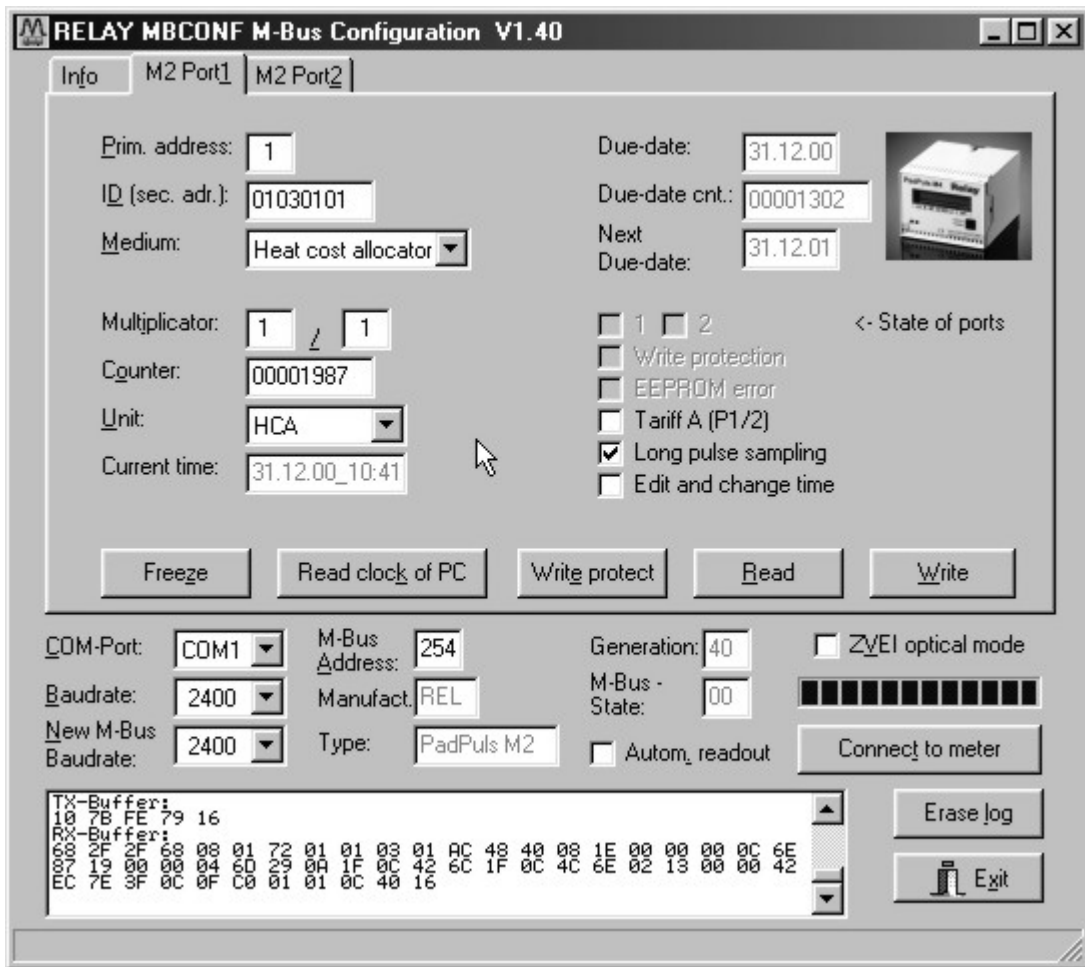 RELAY MBCONF M-Bus Configuration V1.40
Info
M2 Port1
M2 Port2
Prim. address:
1
ID (sec. adr.):
01030101
Medium:
Heat cost allocator
Due-date:
31.12.00
Due-date cnt.:
00001302
Next
Due-date:
31.12.01
PadPuls M4 Relay
Multiplicator:
1 / 1
Counter:
00001987
Unit:
HCA
Current time:
31.12.00_10:41
1 2
<- State of ports
Write protection
EEPROM error
Tariff A (P1/2)
Long pulse sampling
Edit and change time
Freeze
Read clock of PC
Write protect
Read
Write
COM-Port:
COM1
Baudrate:
2400
New M-Bus
Baudrate:
2400
M-Bus
Address:
254
Manufact.
REL
Type:
PadPuls M2
Generation:
40
M-Bus -
State:
00
Autom. readout
ZVEI optical mode
Connect to meter
TX-Buffer:
10 7B FE 79 16
RX-Buffer:
68 2F 2F 68 08 01 72 01 01 03 01 AC 48 40 08 1E 00 00 00 0C 6E
87 19 00 00 04 6D 29 0A 1F 0C 42 6C 1F 0C 4C 6E 02 13 00 00 42
EC 7E 3F 0C 0F C0 01 01 0C 40 16
Erase log
Exit